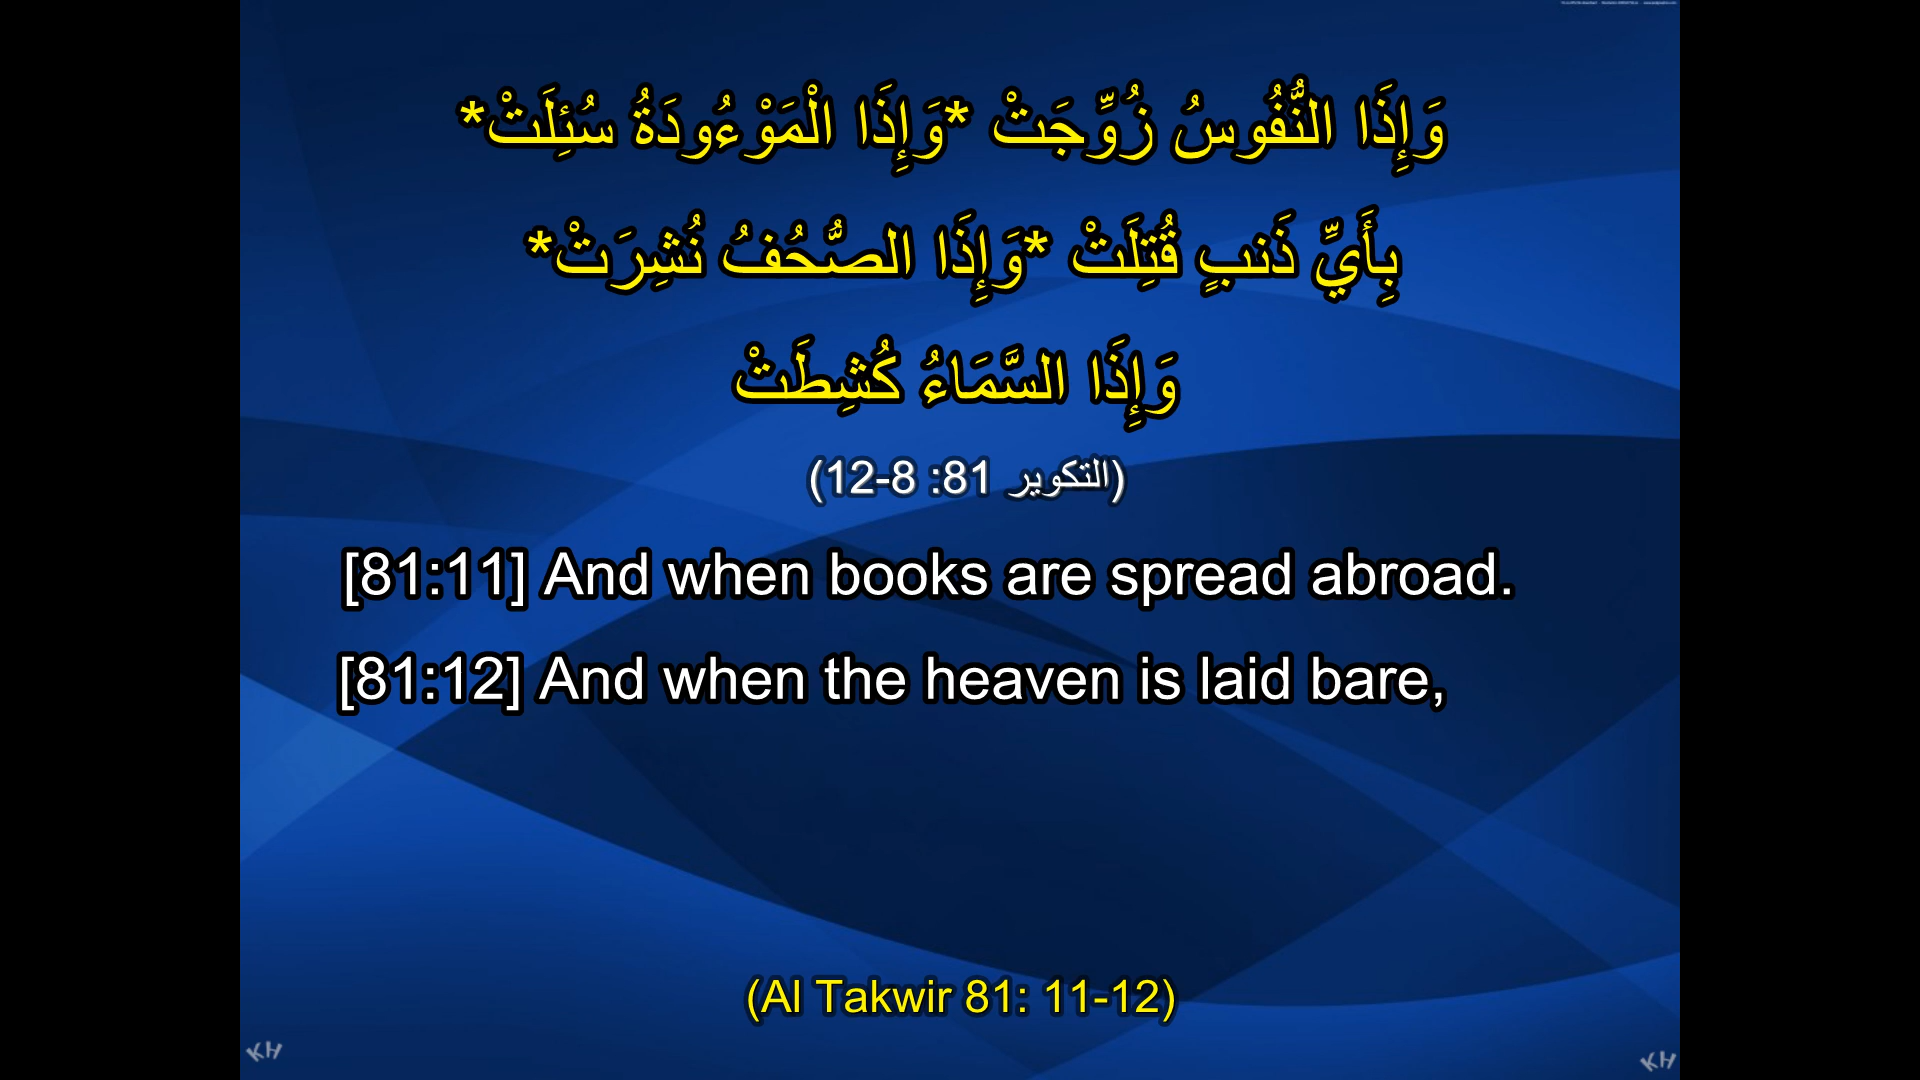 وَإِذَا النُّفُوسُ زُوِّجَتْ *وَإِذَا الْمَوْءُودَةُ سُئِلَتْ*
بِأَيِّ ذَنبٍ قُتِلَتْ *وَإِذَا الصُّحُفُ نُشِرَتْ*
وَإِذَا السَّمَاءُ كُشِطَتْ
(التكوير 81: 8-12)
[81:11] And when books are spread abroad.
[81:12] And when the heaven is laid bare,
(Al Takwir 81: 11-12)
KH
KH